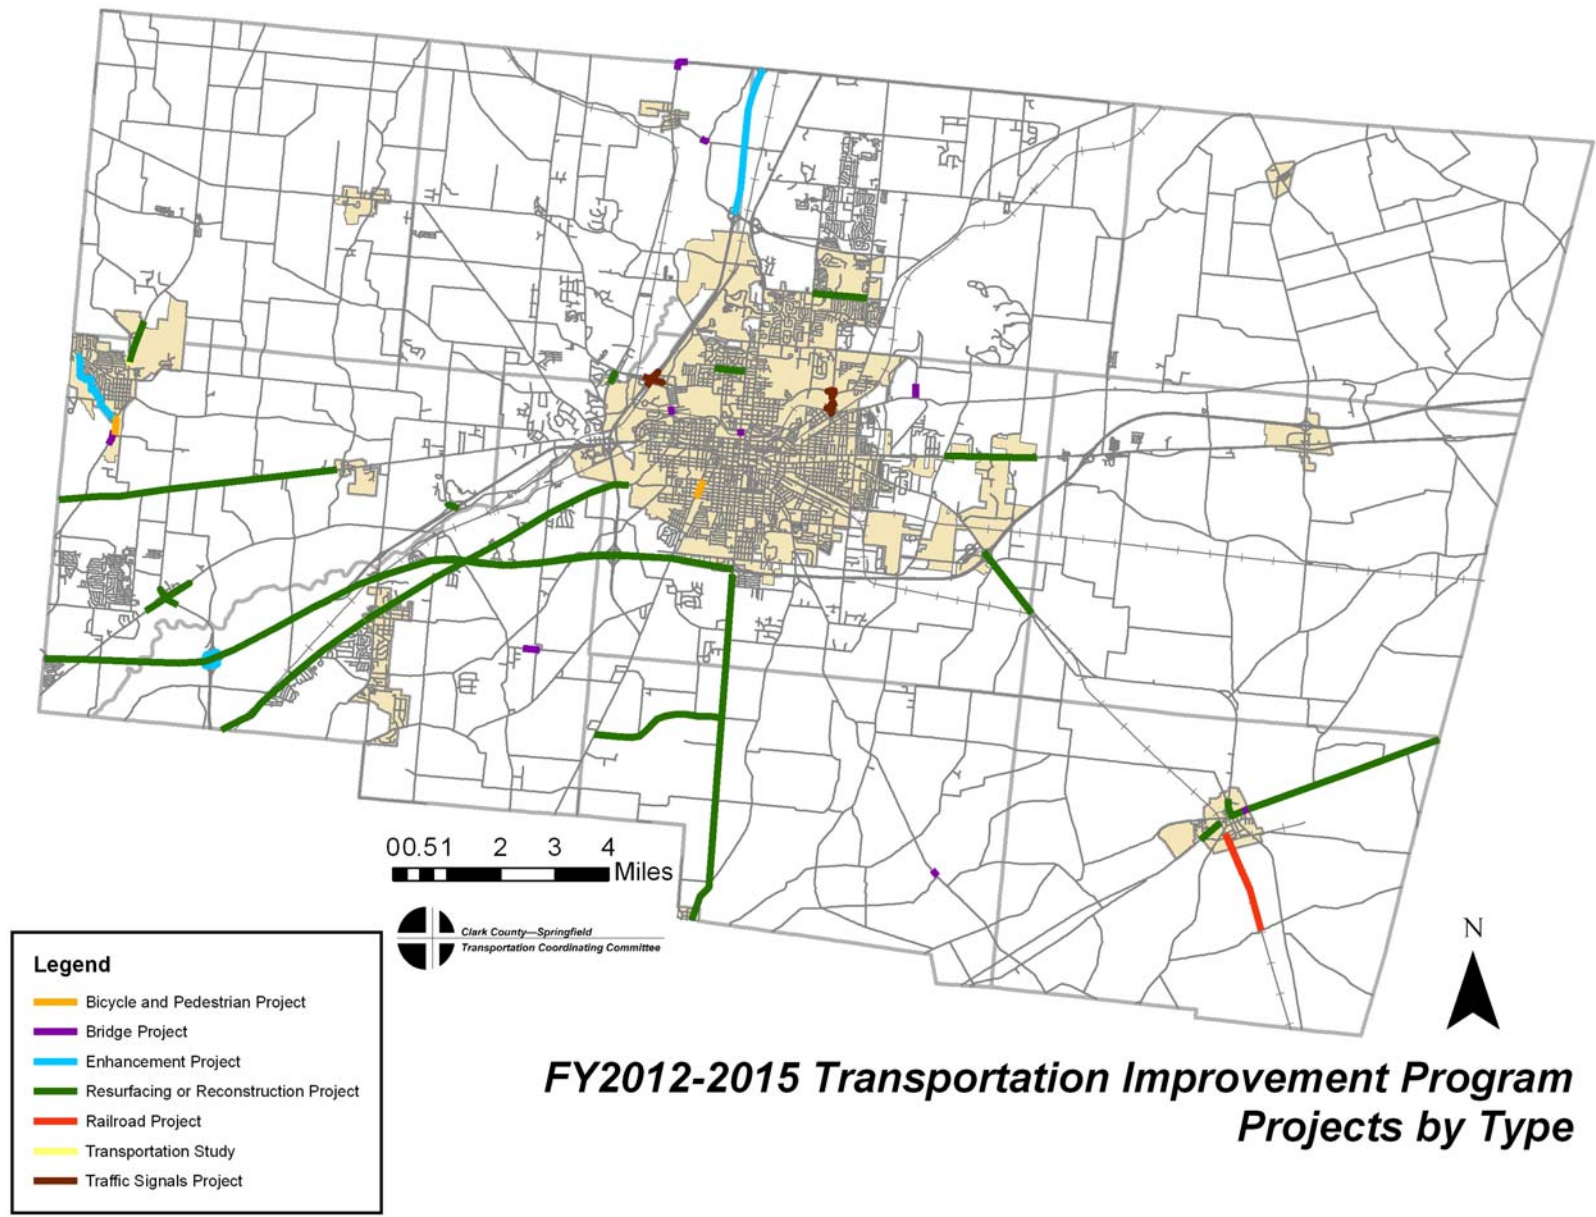 00.51 2 3 4
Miles
Clark County—Springfield
Transportation Coordinating Committee
N
Legend
Bicycle and Pedestrian Project
Bridge Project
Enhancement Project
Resurfacing or Reconstruction Project
Railroad Project
Transportation Study
Traffic Signals Project
FY2012-2015 Transportation Improvement Program
Projects by Type